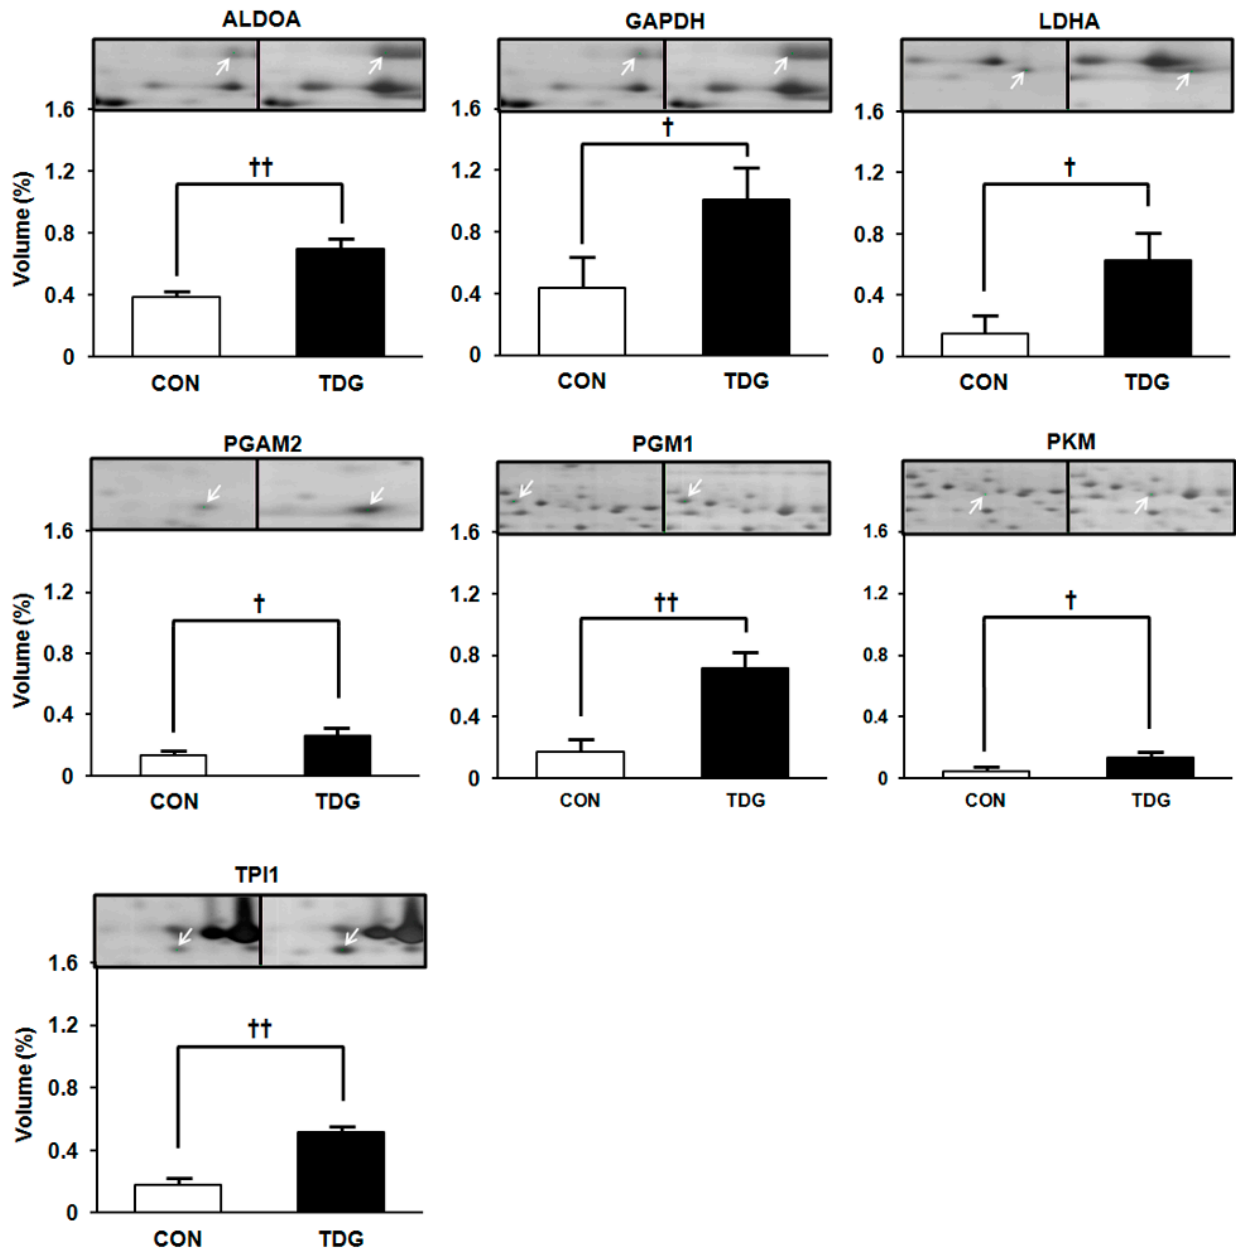 ALDOA
GAPDH
LDHA
Volume (%)
1.6
1.2
0.8
0.4
0
††
CON
TDG
1.6
1.2
0.8
0.4
0
†
CON
TDG
1.6
1.2
0.8
0.4
0
†
CON
TDG
PGAM2
PGM1
PKM
Volume (%)
1.6
1.2
0.8
0.4
0
†
CON
TDG
1.6
1.2
0.8
0.4
0
††
CON
TDG
1.6
1.2
0.8
0.4
0
†
CON
TDG
TPI1
Volume (%)
1.6
1.2
0.8
0.4
0
††
CON
TDG